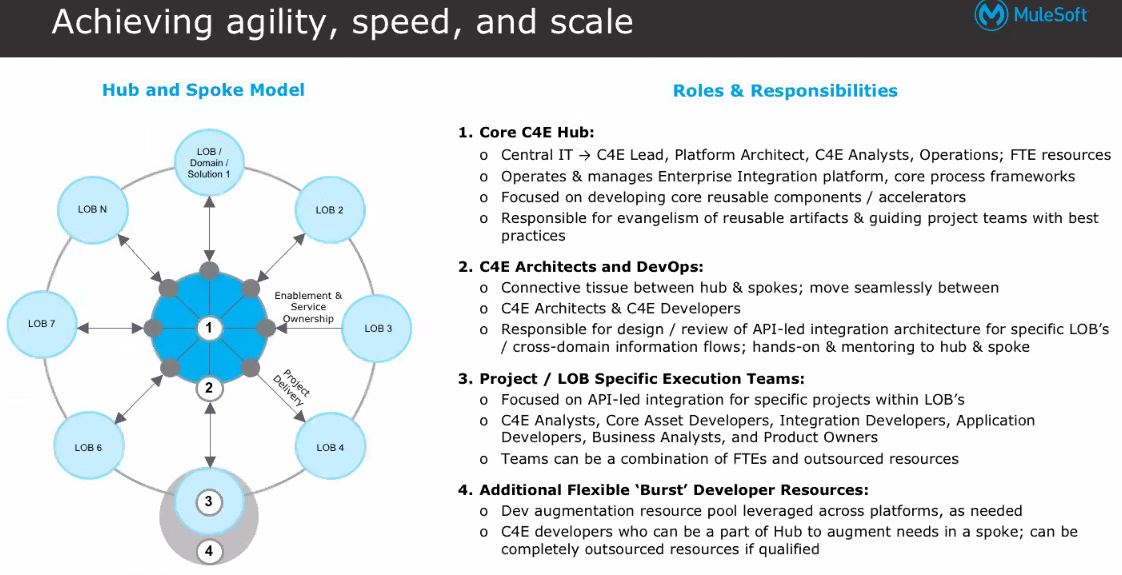 Achieving agility, speed, and scale
MuleSoft
Hub and Spoke Model
LOB /
Domain /
Solution 1
LOB N
LOB 2
LOB 7
1
Enablement &
Service
Ownership
LOB 3
2
Project
Delivery
LOB 6
LOB 4
3
4
Roles & Responsibilities
1. Core C4E Hub:
o Central IT → C4E Lead, Platform Architect, C4E Analysts, Operations; FTE resources
o Operates & manages Enterprise Integration platform, core process frameworks
o Focused on developing core reusable components / accelerators
o Responsible for evangelism of reusable artifacts & guiding project teams with best
practices
2. C4E Architects and DevOps:
o Connective tissue between hub & spokes; move seamlessly between
o C4E Architects & C4E Developers
o Responsible for design / review of API-led integration architecture for specific LOB’s
/ cross-domain information flows; hands-on & mentoring to hub & spoke
3. Project / LOB Specific Execution Teams:
o Focused on API-led integration for specific projects within LOB’s
o C4E Analysts, Core Asset Developers, Integration Developers, Application
Developers, Business Analysts, and Product Owners
o Teams can be a combination of FTEs and outsourced resources
4. Additional Flexible ‘Burst’ Developer Resources:
o Dev augmentation resource pool leveraged across platforms, as needed
o C4E developers who can be a part of Hub to augment needs in a spoke; can be
completely outsourced resources if qualified